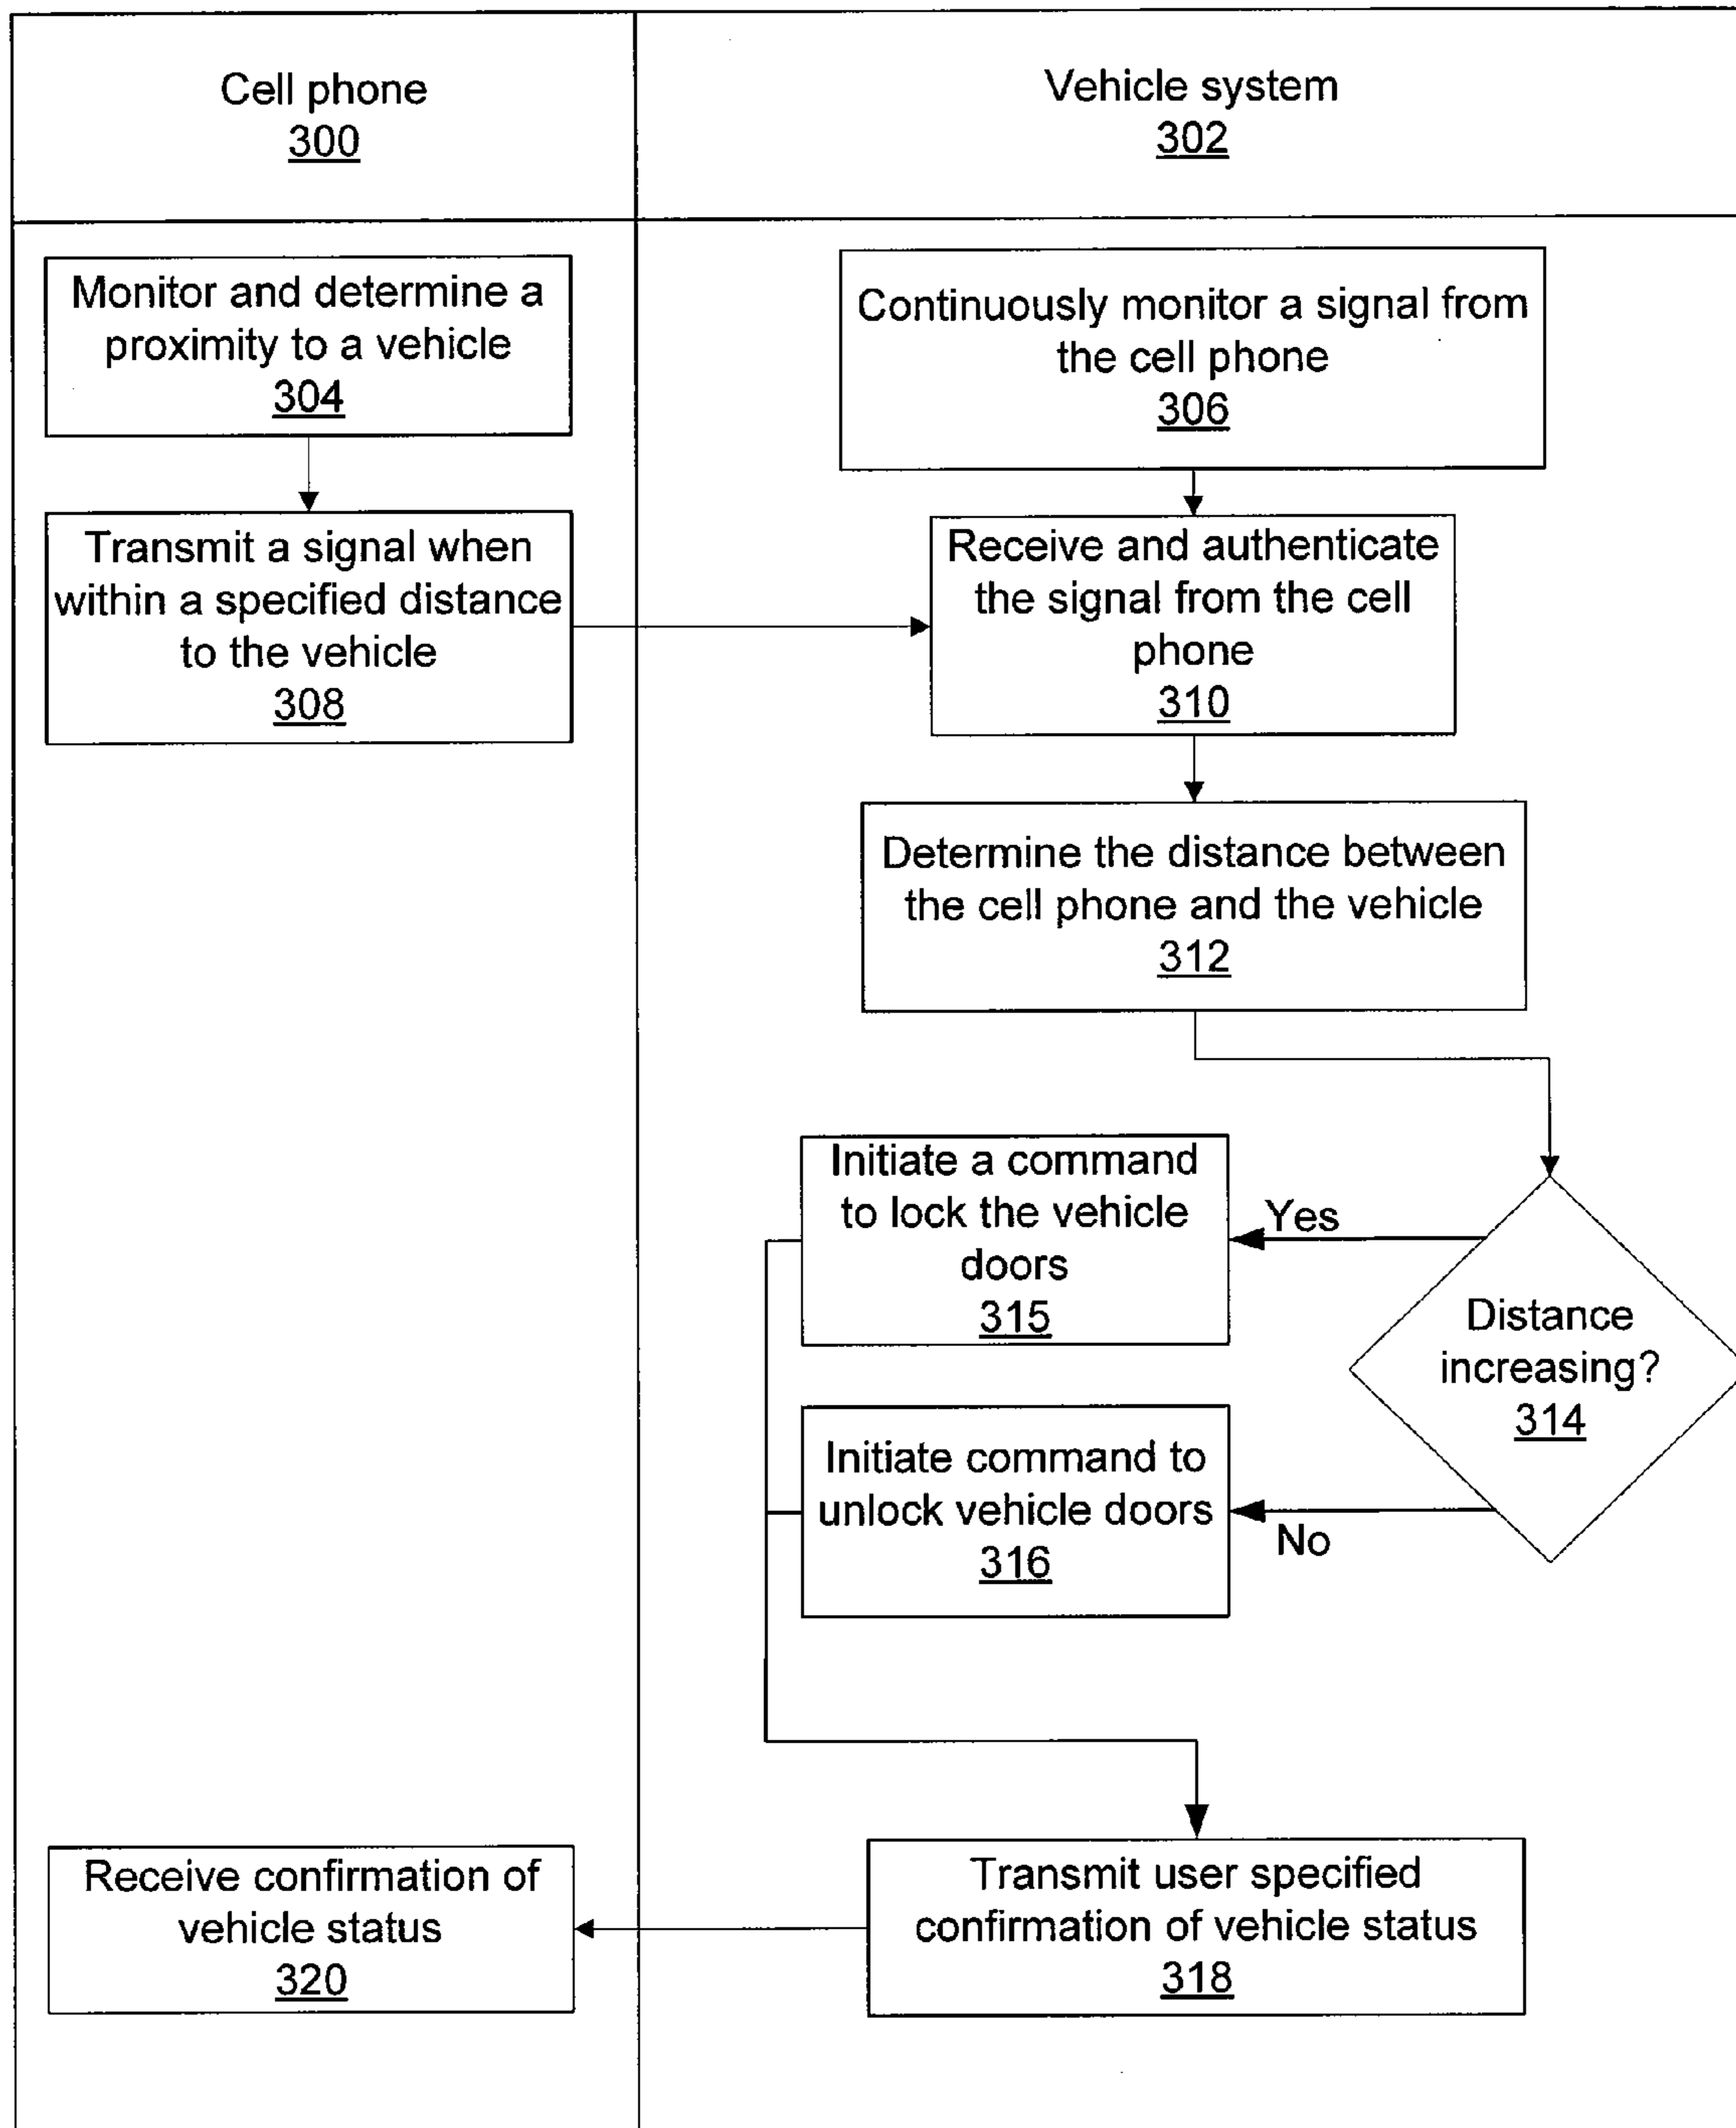 Cell phone
300
Vehicle system
302
Monitor and determine a
proximity to a vehicle
304
Continuously monitor a signal from
the cell phone
306
Transmit a signal when
within a specified distance
to the vehicle
308
Receive and authenticate
the signal from the cell
phone
310
Determine the distance between
the cell phone and the vehicle
312
Initiate a command
to lock the vehicle
doors
315
Yes
Distance
increasing?
314
Initiate command to
unlock vehicle doors
316
No
Transmit user specified
confirmation of vehicle status
318
Receive confirmation of
vehicle status
320